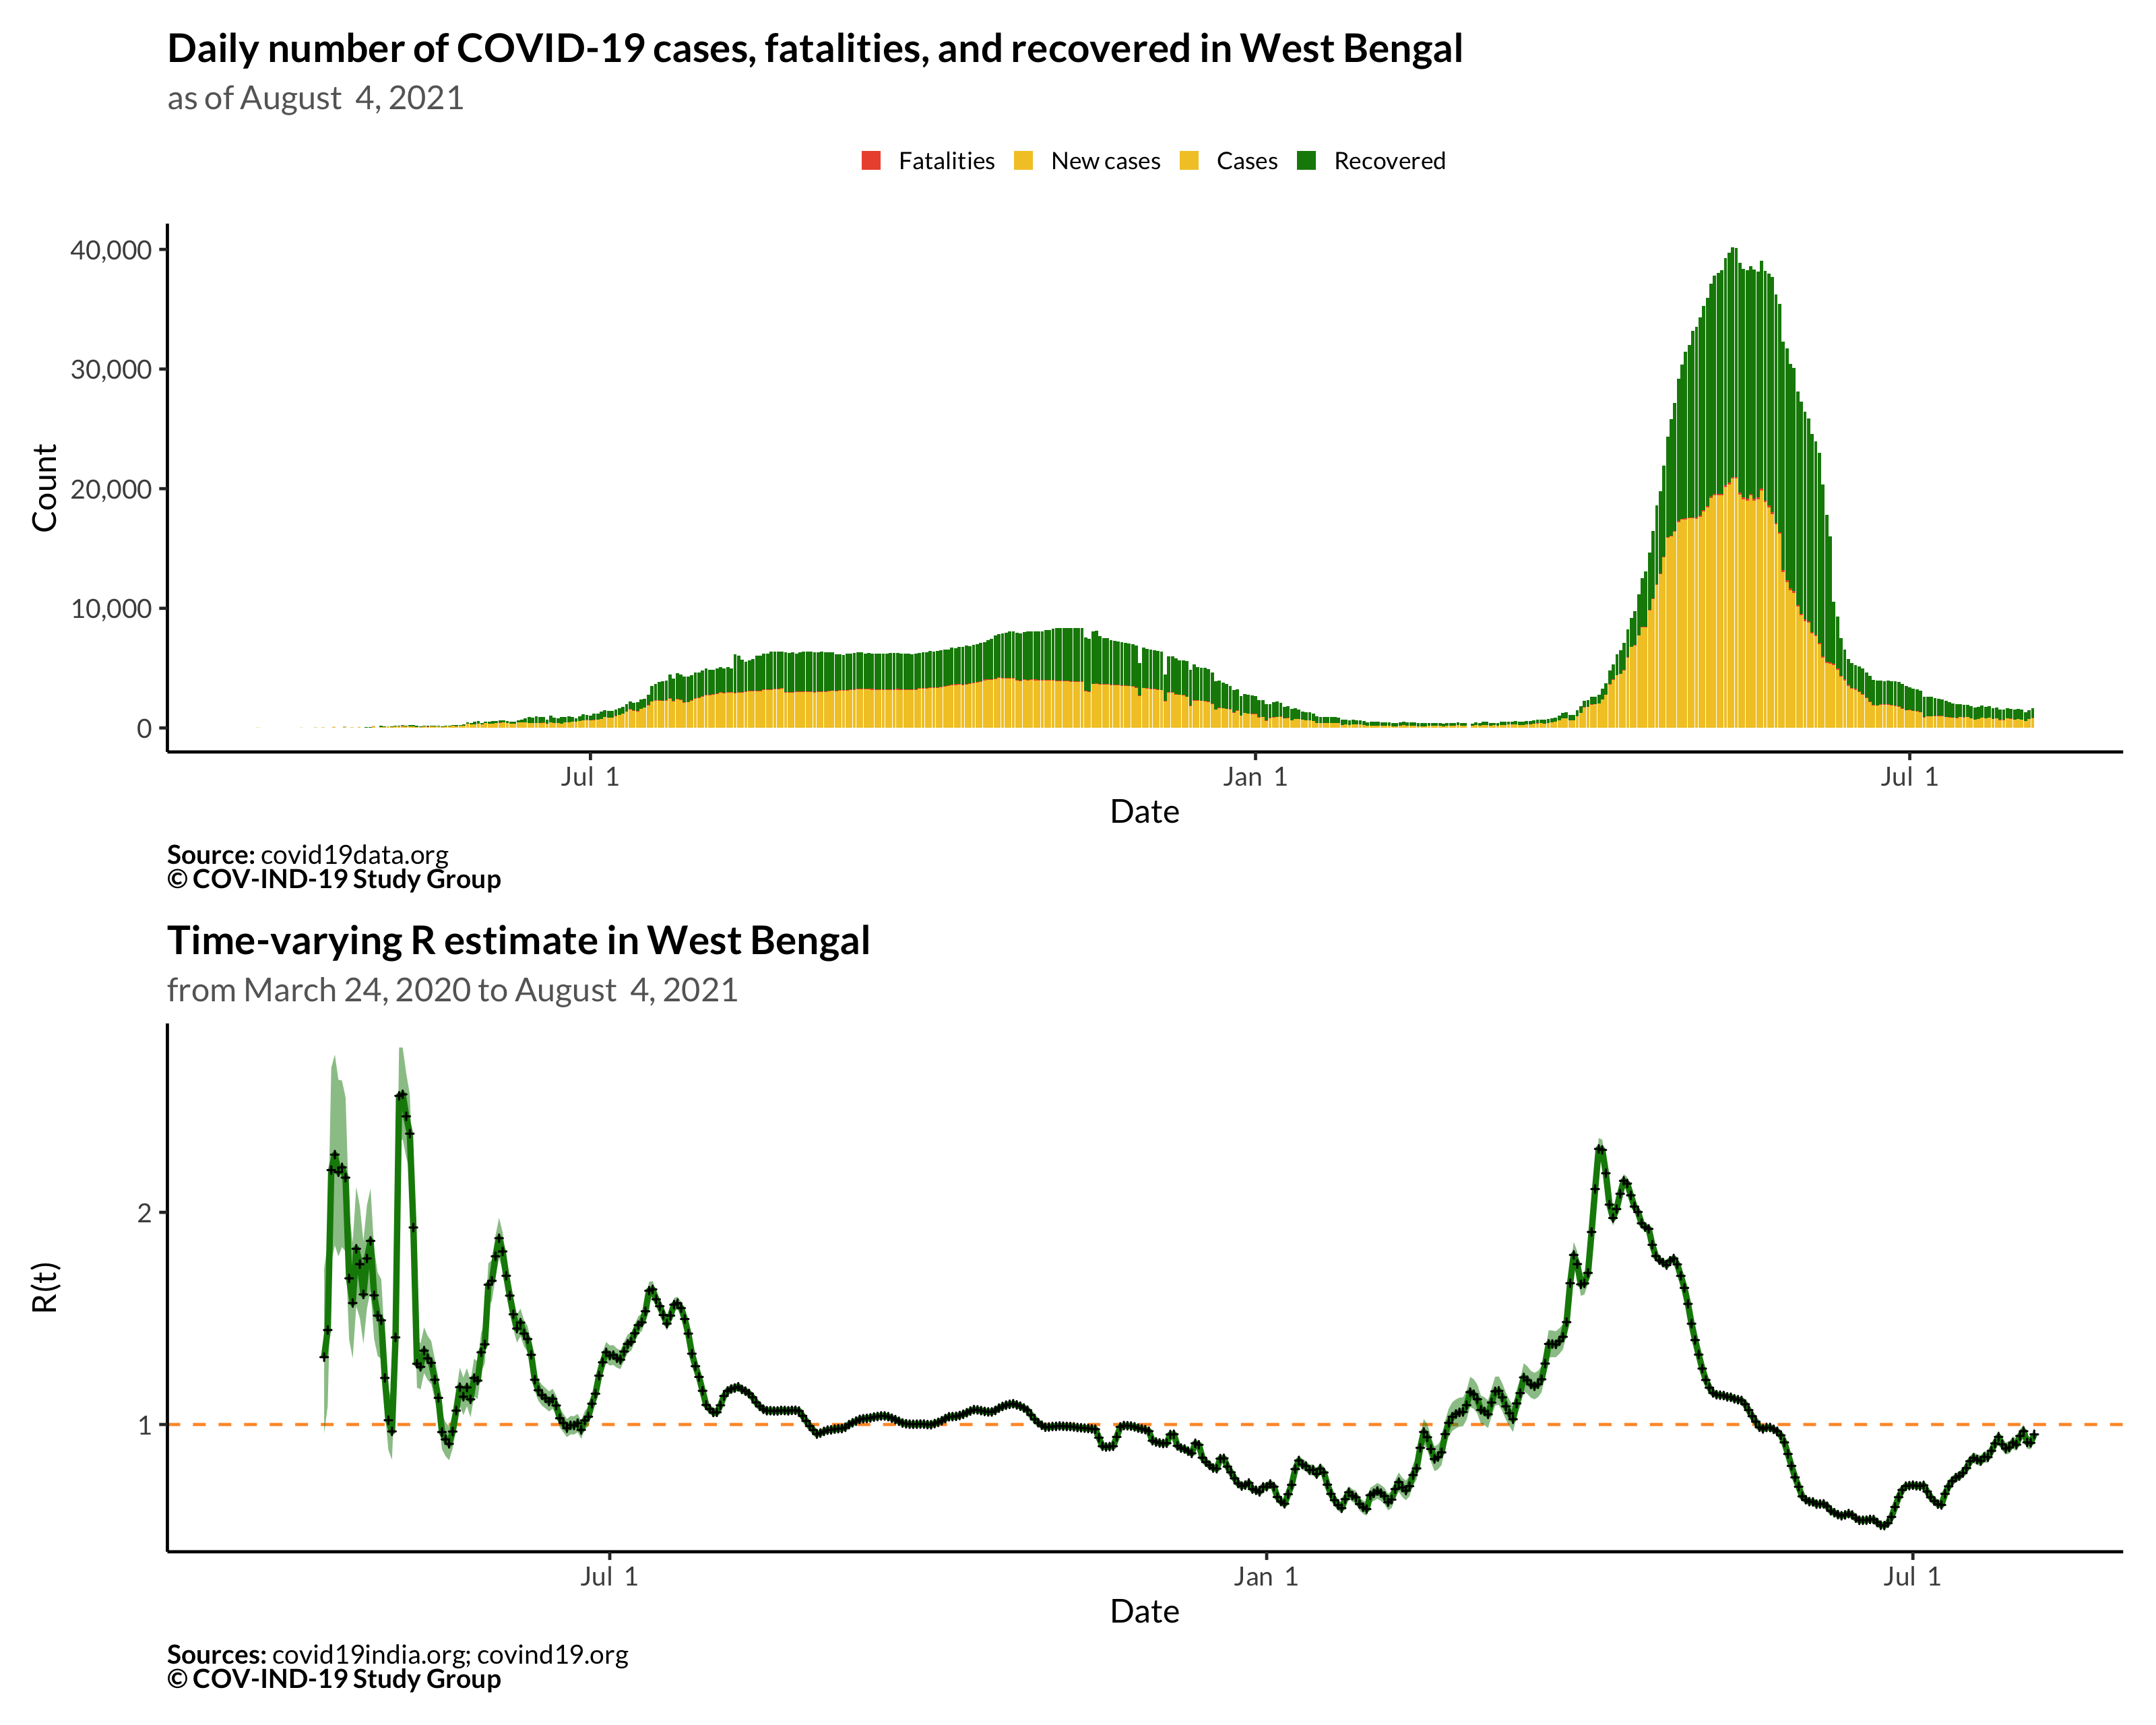 Daily number of COVID-19 cases, fatalities, and recovered in West Bengal
as of August  4, 2021
Fatalities New cases Cases Recovered
40,000
30,000
20,000
10,000
0
Count
Jul  1 Jan  1 Jul  1
Date
Source: covid19data.org
© COV-IND-19 Study Group
Time-varying R estimate in West Bengal
from March 24, 2020 to August  4, 2021
2
1
R(t)
Jul  1 Jan  1 Jul  1
Date
Sources: covid19india.org; covind19.org
© COV-IND-19 Study Group